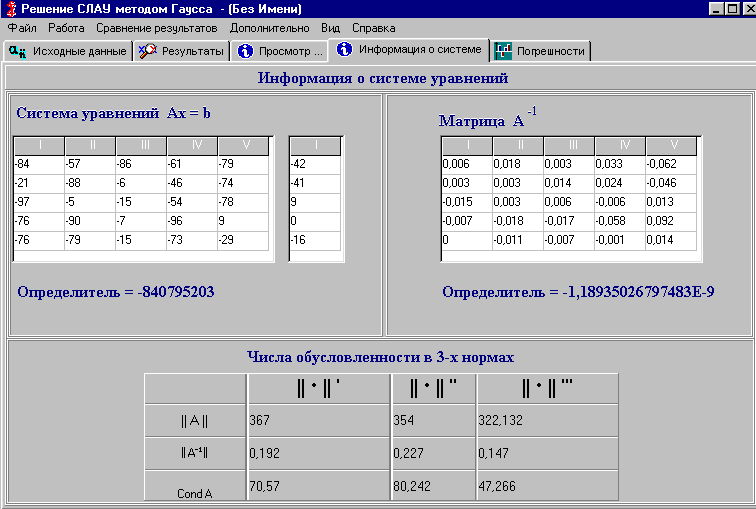 Решение СЛАУ методом Гаусса - (Без Имени)
Файл Работа Сравнение результатов Дополнительно Вид Справка
Исходные данные Результаты Просмотр ... Информация о системе Погрешности
Информация о системе уравнений
Система уравнений Ax = b
I II III IV V I
-84 -57 -86 -61 -79 -42
-21 -88 -6 -46 -74 -41
-97 -5 -15 -54 -78 9
-76 -90 -7 -96 9 0
-76 -79 -15 -73 -29 -16
Определитель = -840795203
Матрица A -1
I II III IV V
0,006 0,018 0,003 0,033 -0,062
0,003 0,003 0,014 0,024 -0,046
-0,015 0,003 0,006 -0,006 0,013
-0,007 -0,018 -0,017 -0,058 0,092
0 -0,011 -0,007 -0,001 0,014
Определитель = -1,18935026797483E-9
Числа обусловленности в 3-х нормах
|| • || ' || • || '' || • || '''
|| A || 367 354 322,132
||A⁻¹|| 0,192 0,227 0,147
Cond A 70,57 80,242 47,266